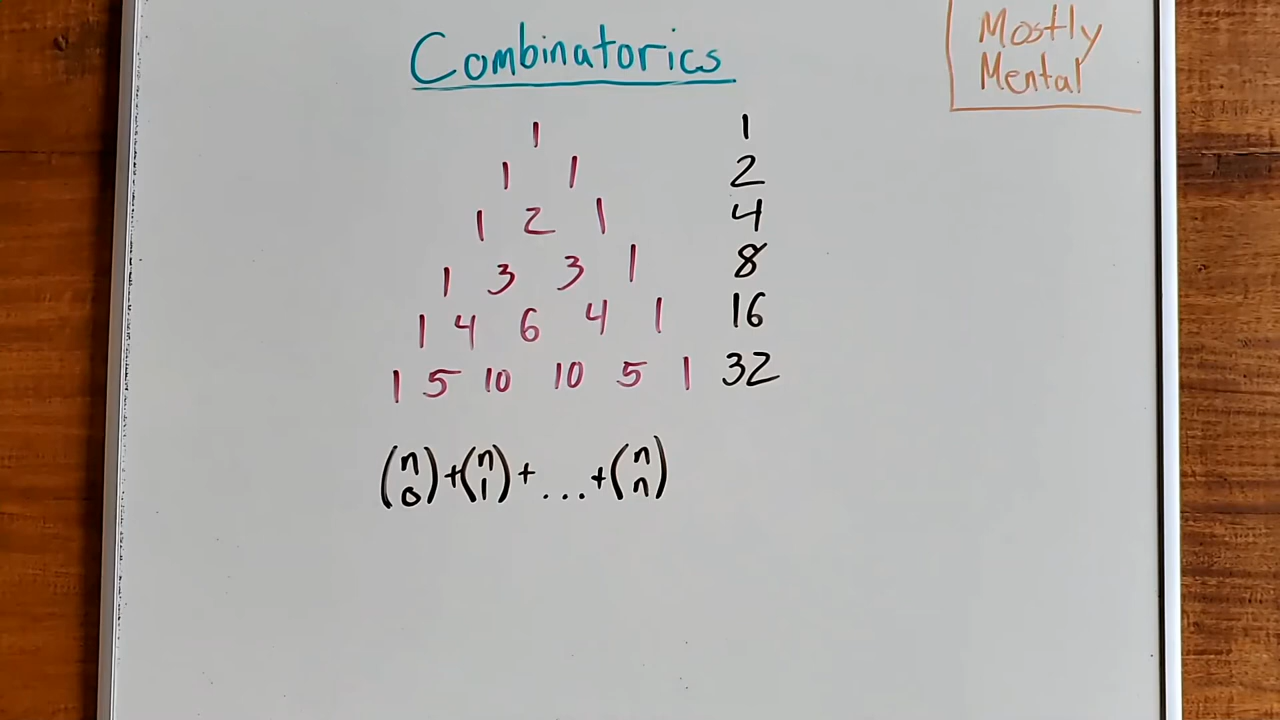 Combinatorics
Mostly
Mental
1 1
1 1 2
1 2 1 4
1 3 3 1 8
1 4 6 4 1 16
1 5 10 10 5 1 32
(n 0)+(n 1)+...+(n n)